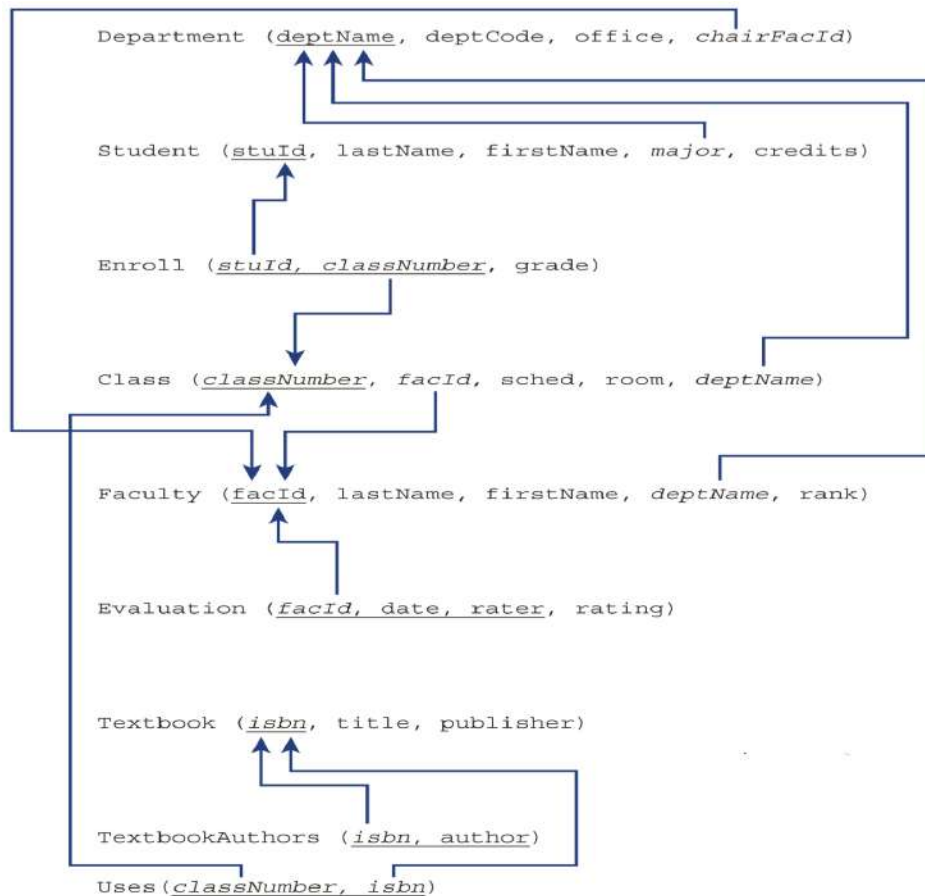 Department (deptName, deptCode, office, chairFacId)
Student (stuId, lastName, firstName, major, credits)
Enroll (stuId, classNumber, grade)
Class (classNumber, facId, sched, room, deptName)
Faculty (facId, lastName, firstName, deptName, rank)
Evaluation (facId, date, rater, rating)
Textbook (isbn, title, publisher)
TextbookAuthors (isbn, author)
Uses(classNumber, isbn)